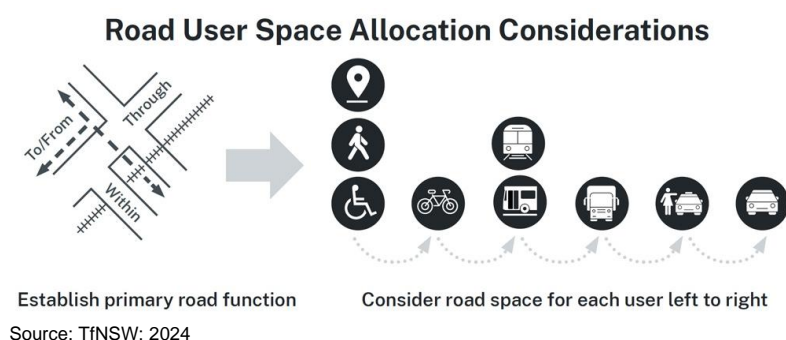 Road User Space Allocation Considerations
To/From
Through
Within
Establish primary road function
Consider road space for each user left to right
Source: TfNSW: 2024